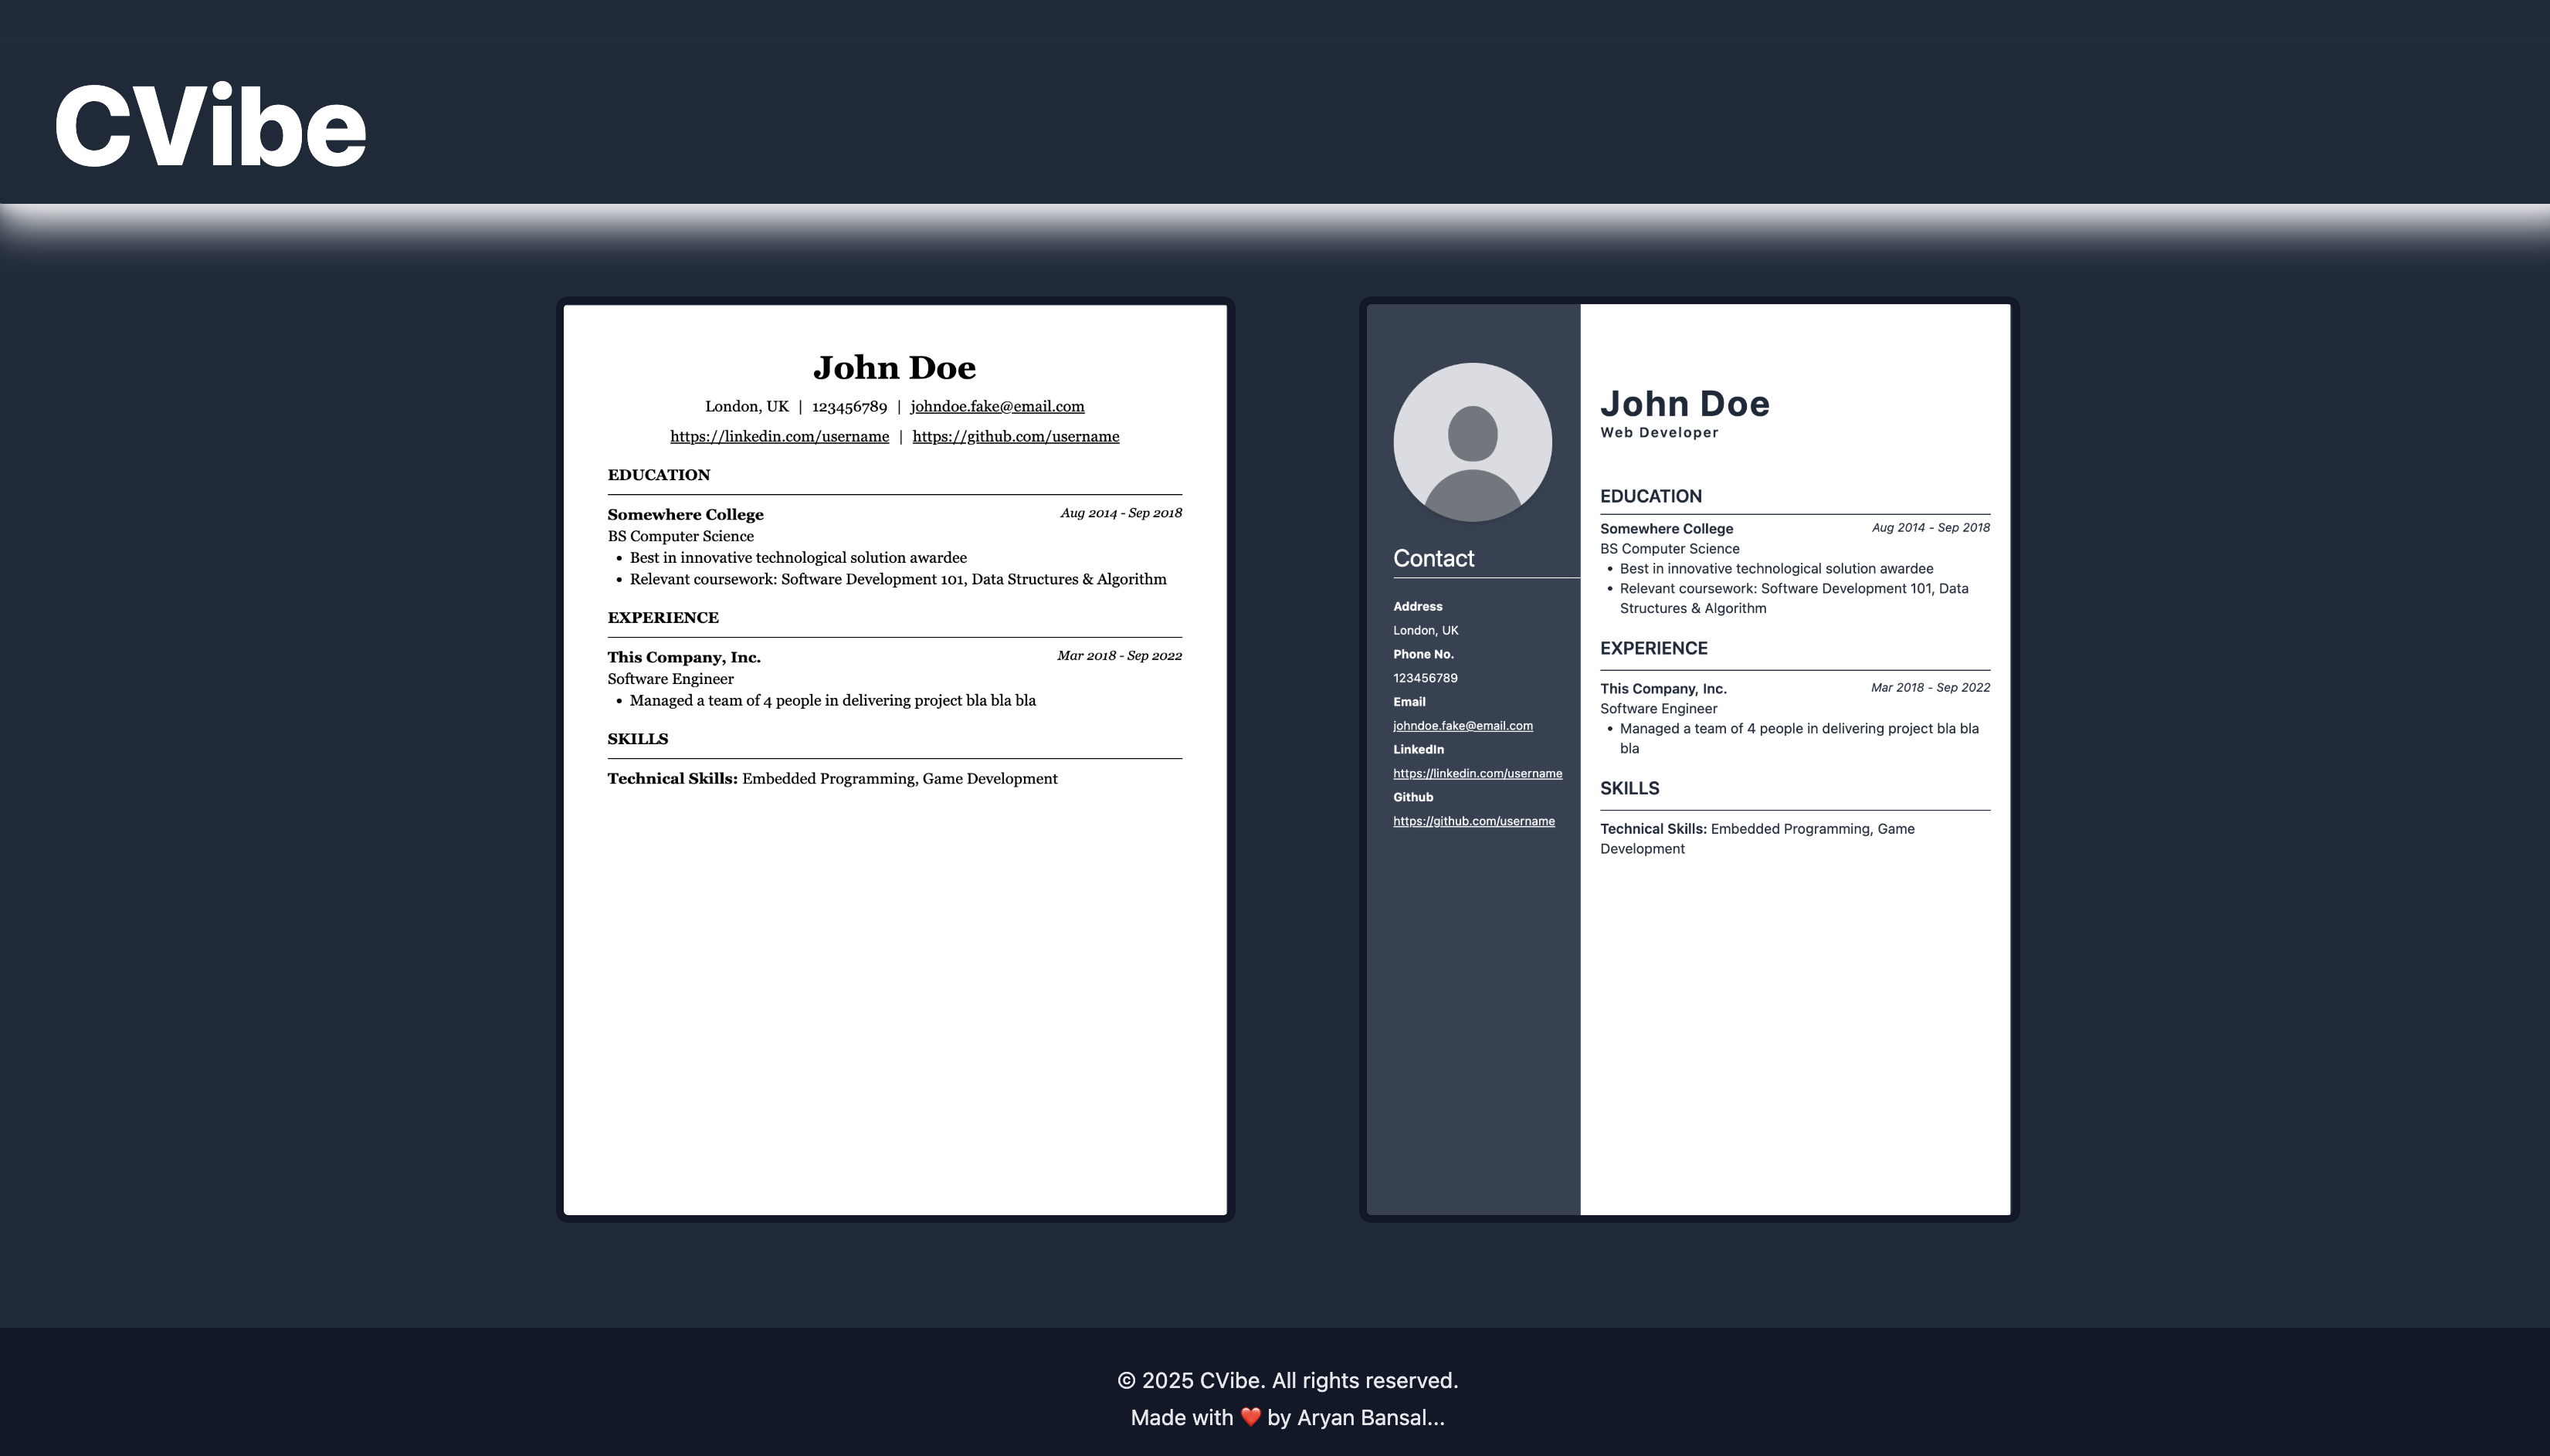 CVibe
John Doe
London, UK | 123456789 | johndoe.fake@email.com
https://linkedin.com/username | https://github.com/username
EDUCATION
Somewhere College Aug 2014 - Sep 2018
BS Computer Science
• Best in innovative technological solution awardee
• Relevant coursework: Software Development 101, Data Structures & Algorithm
EXPERIENCE
This Company, Inc. Mar 2018 - Sep 2022
Software Engineer
• Managed a team of 4 people in delivering project bla bla bla
SKILLS
Technical Skills: Embedded Programming, Game Development
Contact
Address
London, UK
Phone No.
123456789
Email
johndoe.fake@email.com
LinkedIn
https://linkedin.com/username
Github
https://github.com/username
John Doe
Web Developer
EDUCATION
Somewhere College Aug 2014 - Sep 2018
BS Computer Science
• Best in innovative technological solution awardee
• Relevant coursework: Software Development 101, Data
Structures & Algorithm
EXPERIENCE
This Company, Inc. Mar 2018 - Sep 2022
Software Engineer
• Managed a team of 4 people in delivering project bla bla
bla
SKILLS
Technical Skills: Embedded Programming, Game
Development
© 2025 CVibe. All rights reserved.
Made with ❤️ by Aryan Bansal...